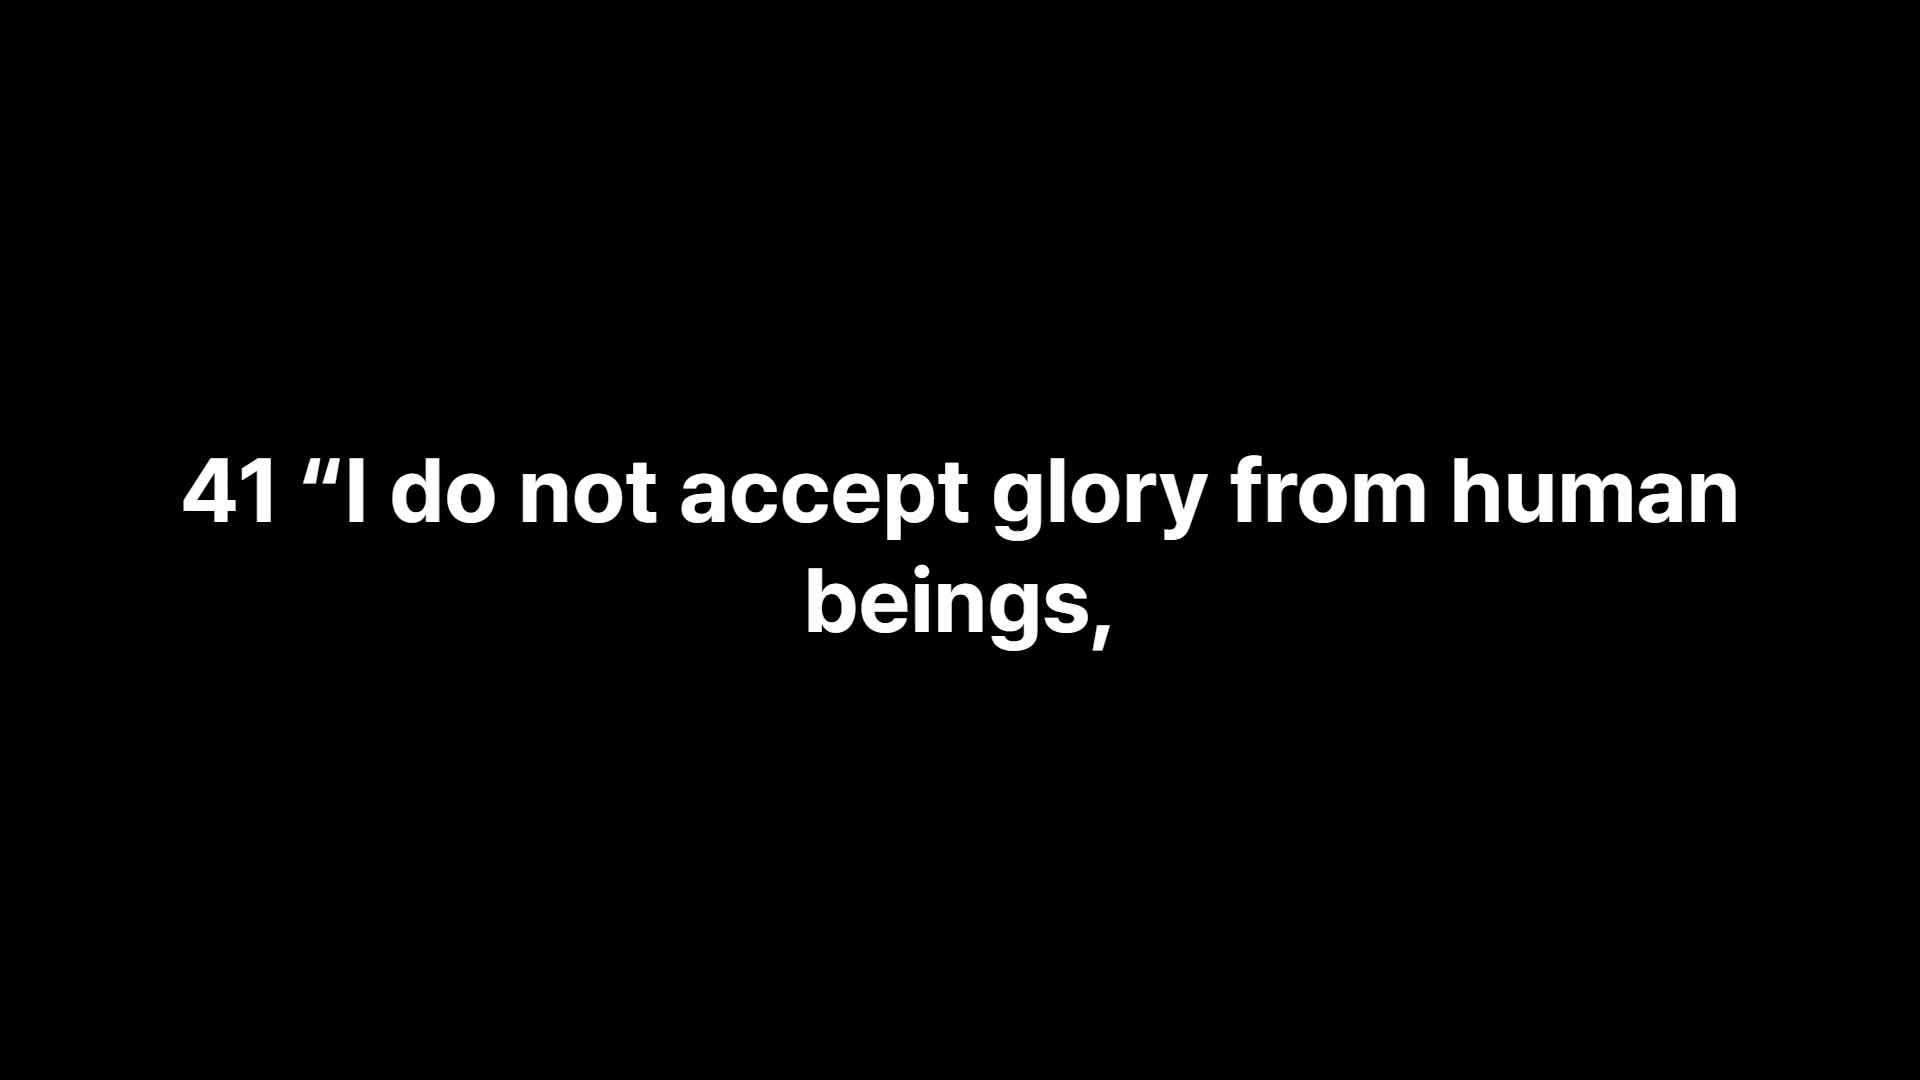 41 “I do not accept glory from human
beings,